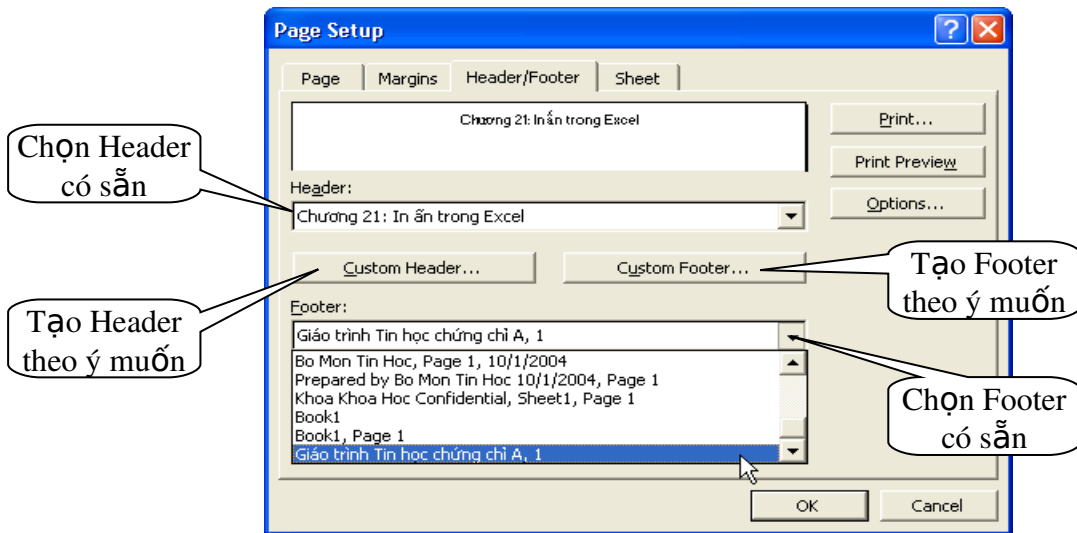 Page Setup
Page
Margins
Header/Footer
Sheet
Chương 21: In ấn trong Excel
Print...
Print Preview
Options...
Chọn Header
có sẵn
Header:
Chương 21: In ấn trong Excel
Custom Header...
Custom Footer...
Tạo Footer
theo ý muốn
Tạo Header
theo ý muốn
Footer:
Giáo trình Tin học chứng chỉ A, 1
Bo Mon Tin Hoc, Page 1, 10/1/2004
Prepared by Bo Mon Tin Hoc 10/1/2004, Page 1
Khoa Khoa Hoc Confidential, Sheet1, Page 1
Book1
Book1, Page 1
Giáo trình Tin học chứng chỉ A, 1
Chọn Footer
có sẵn
OK
Cancel